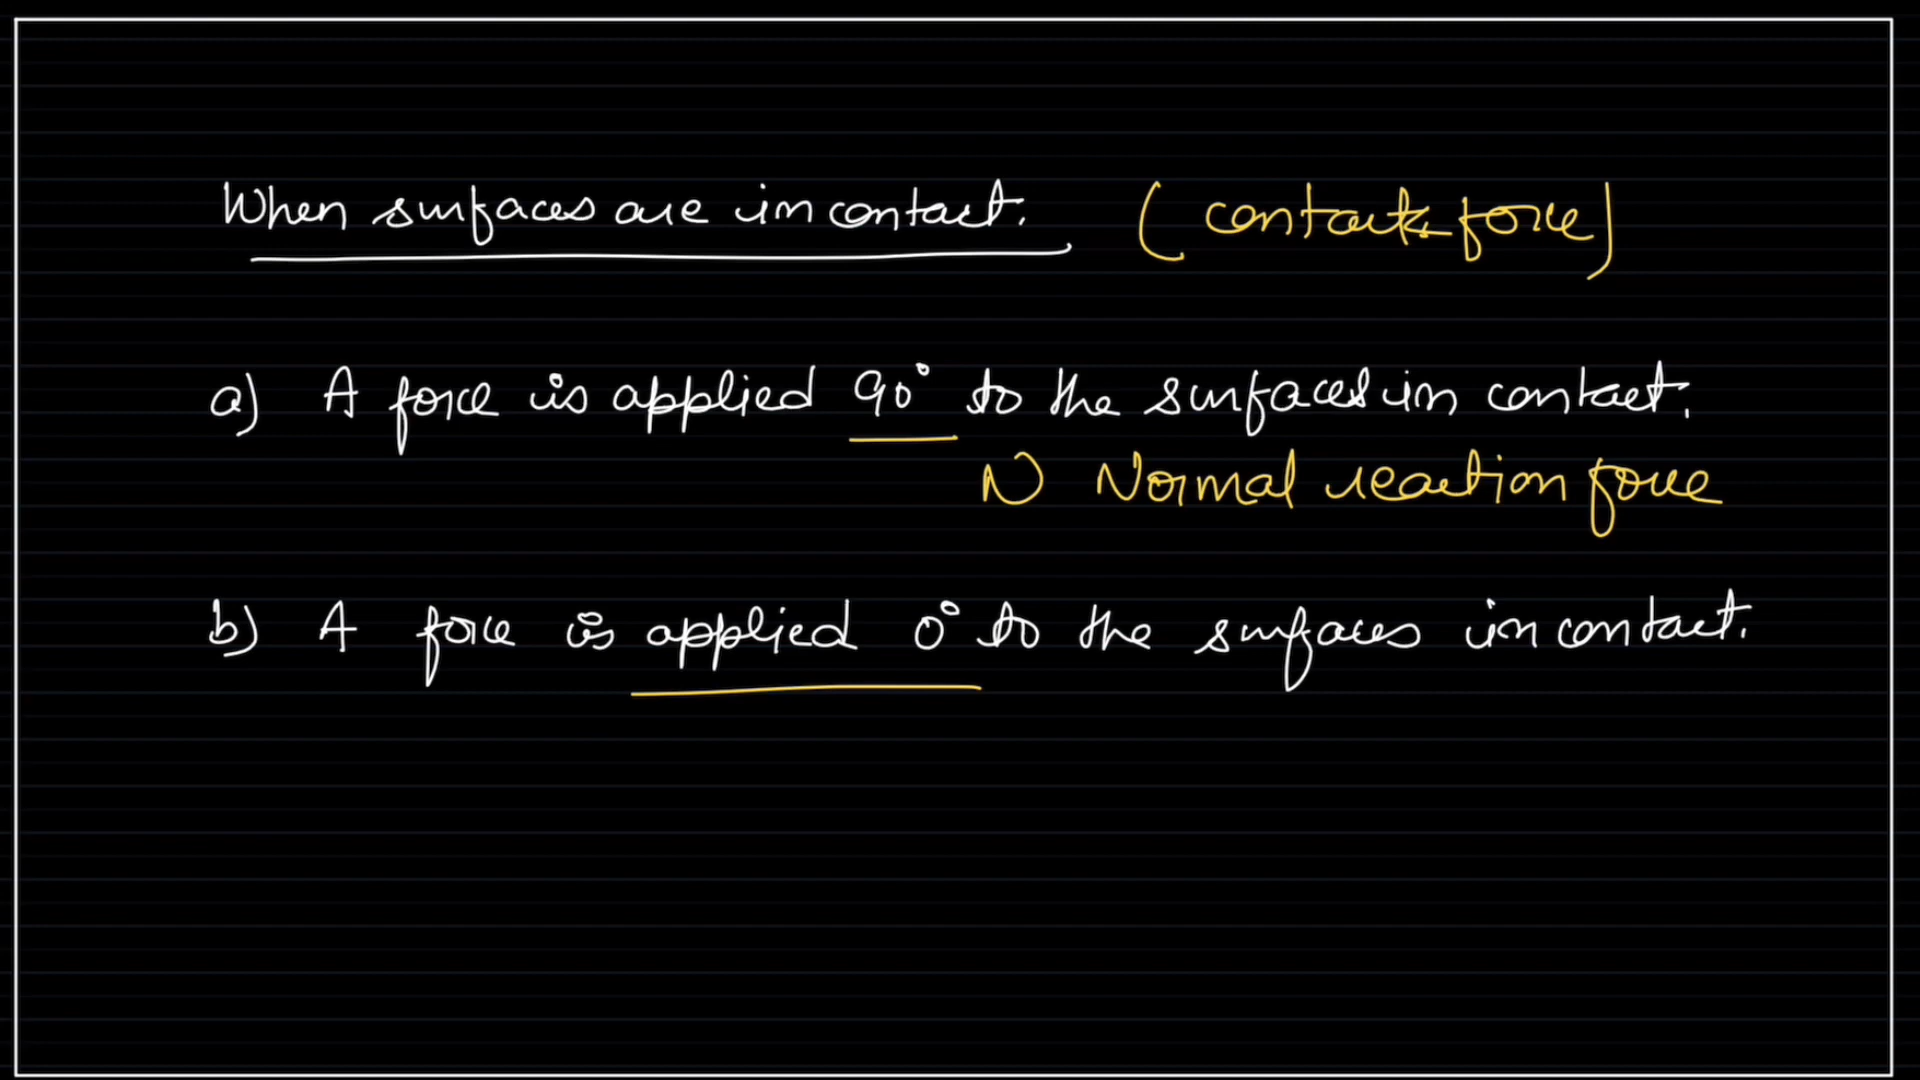 When surfaces are in contact. (contact force)
a) A force is applied 90° to the surfaces in contact.
N Normal reaction force
b) A force is applied 0° to the surfaces in contact.